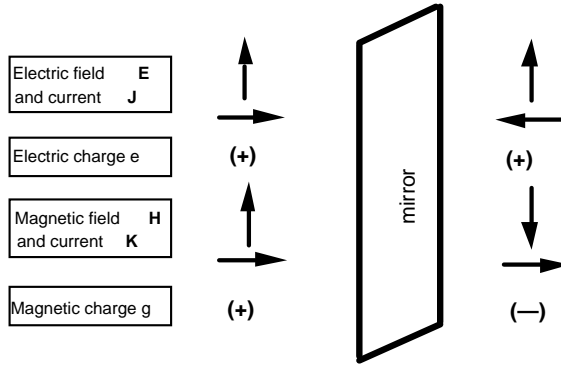 Electric field E
and current J
Electric charge e
(+)
(+)
Magnetic field H
and current K
Magnetic charge g
(+)
(—)
mirror